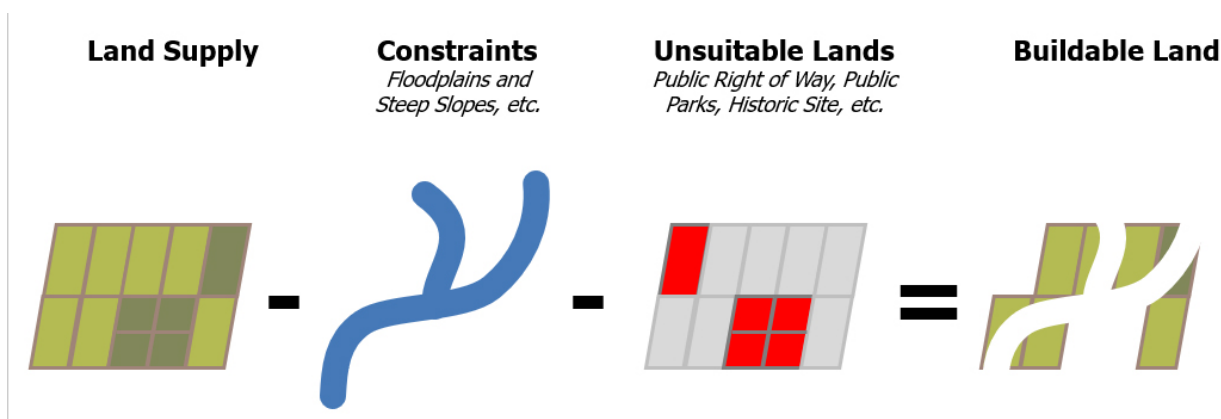 Land Supply
Constraints
Floodplains and
Steep Slopes, etc.
Unsuitable Lands
Public Right of Way, Public
Parks, Historic Site, etc.
Buildable Land
- - =